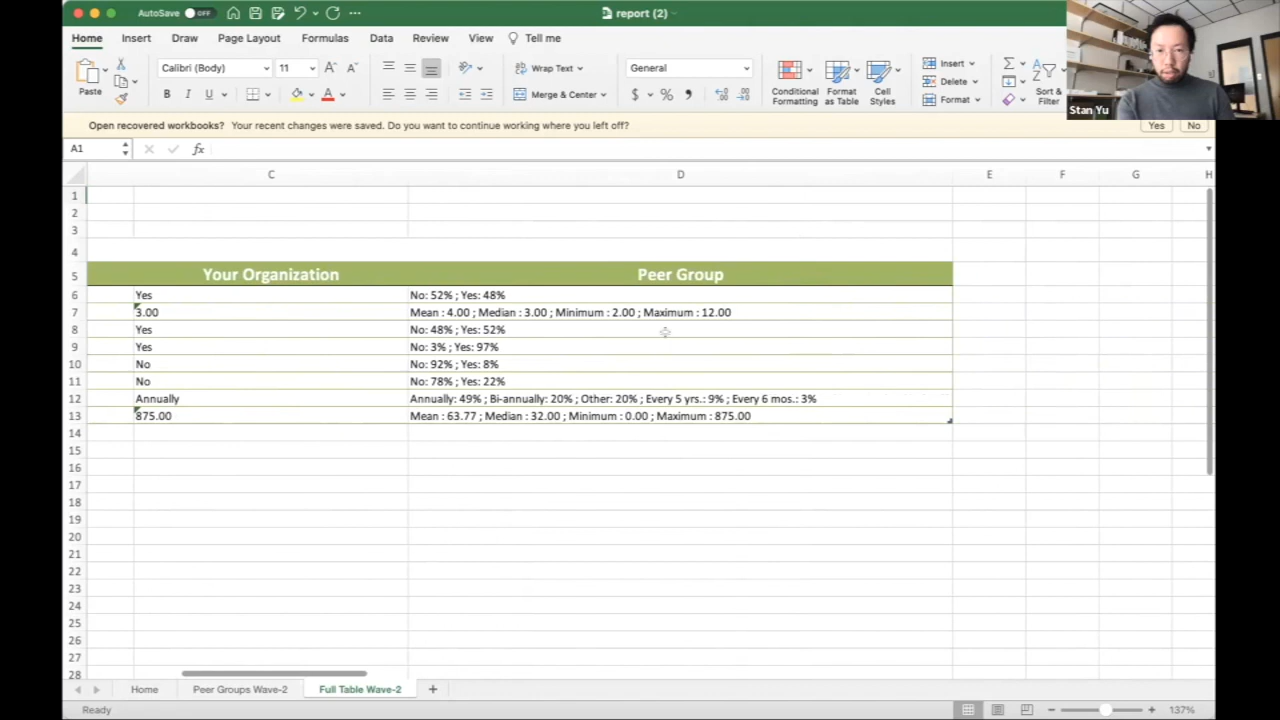 AutoSave OFF
report (2)
Home Insert Draw Page Layout Formulas Data Review View Tell me
Paste
Calibri (Body) 11 A A
B I U A
Wrap Text
Merge & Center
General
$ % ,
Conditional Formatting
Format as Table
Cell Styles
Insert
Delete
Format
Sort & Filter
Stan Yu
Open recovered workbooks? Your recent changes were saved. Do you want to continue working where you left off? Yes No
A1 fx
C D E F G H
1
2
3
4
5 Your Organization Peer Group
6 Yes No: 52% ; Yes: 48%
7 3.00 Mean : 4.00 ; Median : 3.00 ; Minimum : 2.00 ; Maximum : 12.00
8 Yes No: 48% ; Yes: 52%
9 Yes No: 3% ; Yes: 97%
10 No No: 92% ; Yes: 8%
11 No No: 78% ; Yes: 22%
12 Annually Annually: 49% ; Bi-annually: 20% ; Other: 20% ; Every 5 yrs.: 9% ; Every 6 mos.: 3%
13 875.00 Mean : 63.77 ; Median : 32.00 ; Minimum : 0.00 ; Maximum : 875.00
14
15
16
17
18
19
20
21
22
23
24
25
26
27
28
Home Peer Groups Wave-2 Full Table Wave-2 +
Ready 137%